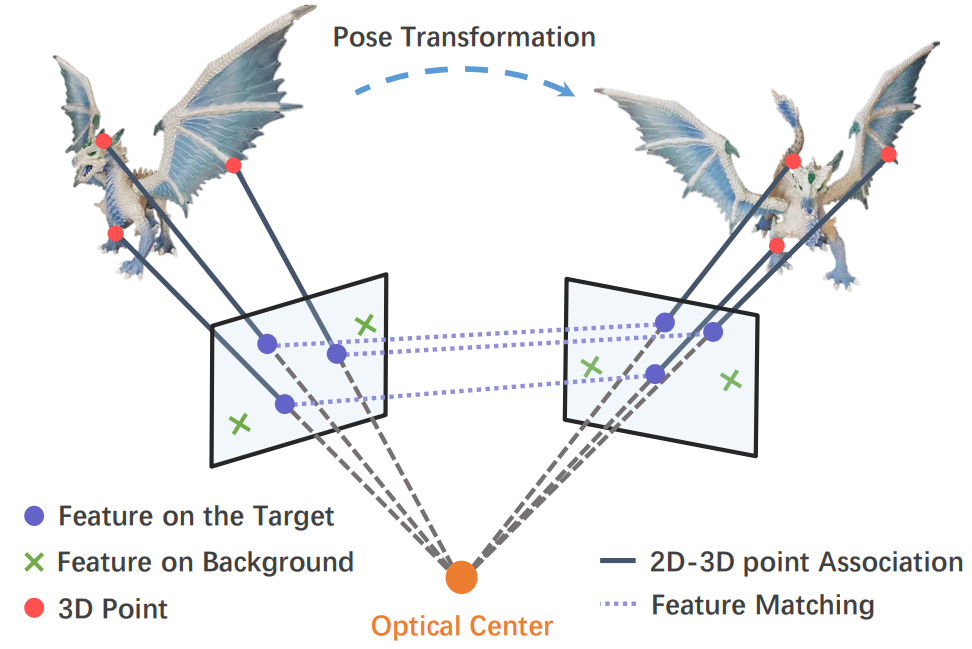 Pose Transformation
Feature on the Target
Feature on Background
3D Point
Optical Center
2D-3D point Association
Feature Matching